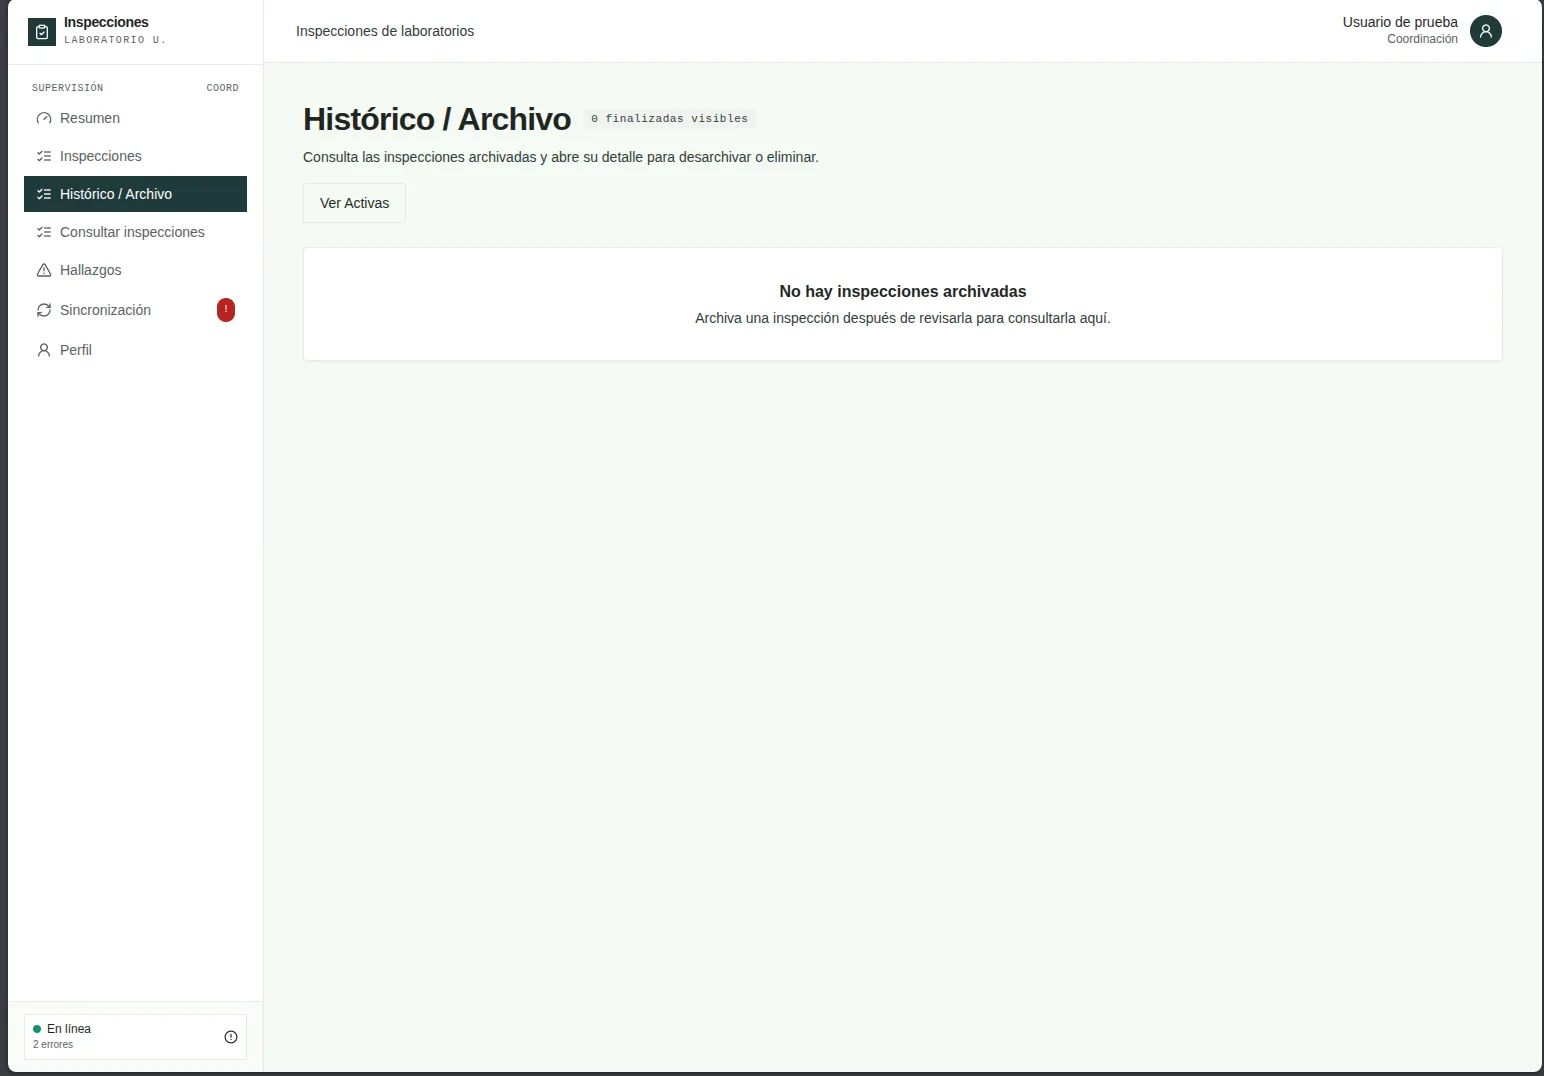 Inspecciones
LABORATORIO U.
Inspecciones de laboratorios
Usuario de prueba
Coordinación
SUPERVISIÓN COORD
Resumen
Inspecciones
Histórico / Archivo
Consultar inspecciones
Hallazgos
Sincronización !
Perfil
Histórico / Archivo 0 finalizadas visibles
Consulta las inspecciones archivadas y abre su detalle para desarchivar o eliminar.
Ver Activas
No hay inspecciones archivadas
Archiva una inspección después de revisarla para consultarla aquí.
En línea
2 errores